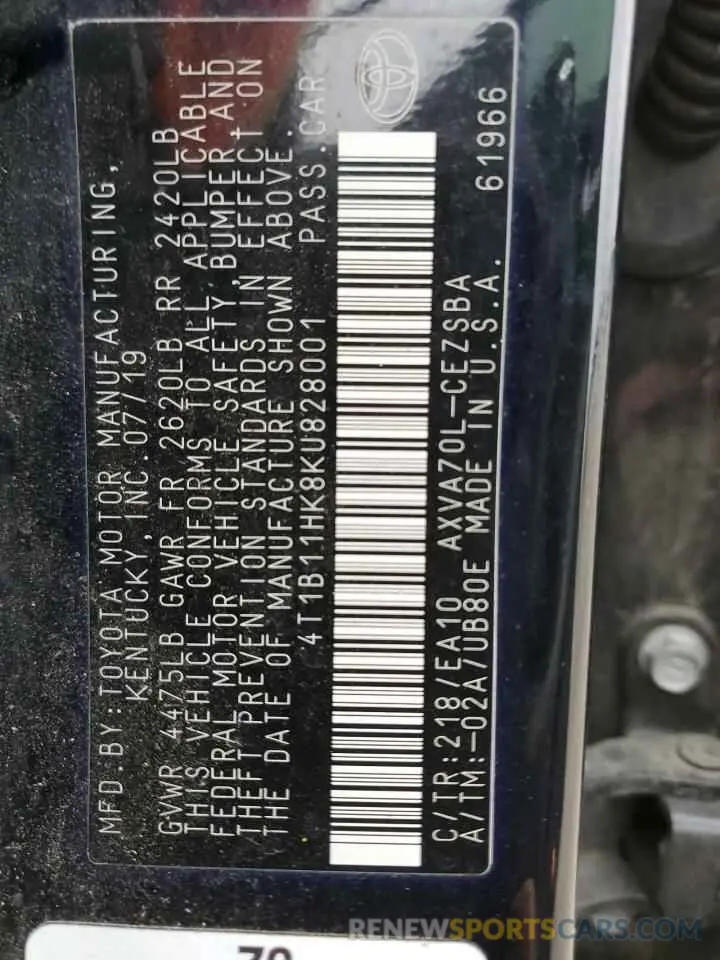 MFD.BY:TOYOTA MOTOR MANUFACTURING,
KENTUCKY,INC.07/19
GVWR 4475LB GAWR FR 2620LB RR 2420LB
THIS VEHICLE CONFORMS TO ALL APPLICABLE
FEDERAL MOTOR VEHICLE SAFETY, BUMPER AND
THEFT PREVENTION STANDARDS IN EFFECT ON
THE DATE OF MANUFACTURE SHOWN ABOVE.
4T1B11HK8KU828001 PASS.CAR
C/TR:218/EA10 AXVA70L-CEZSBA
A/TM:-02A/UB80E MADE IN U.S.A. 61966
RENEWSPORTSCARS.COM